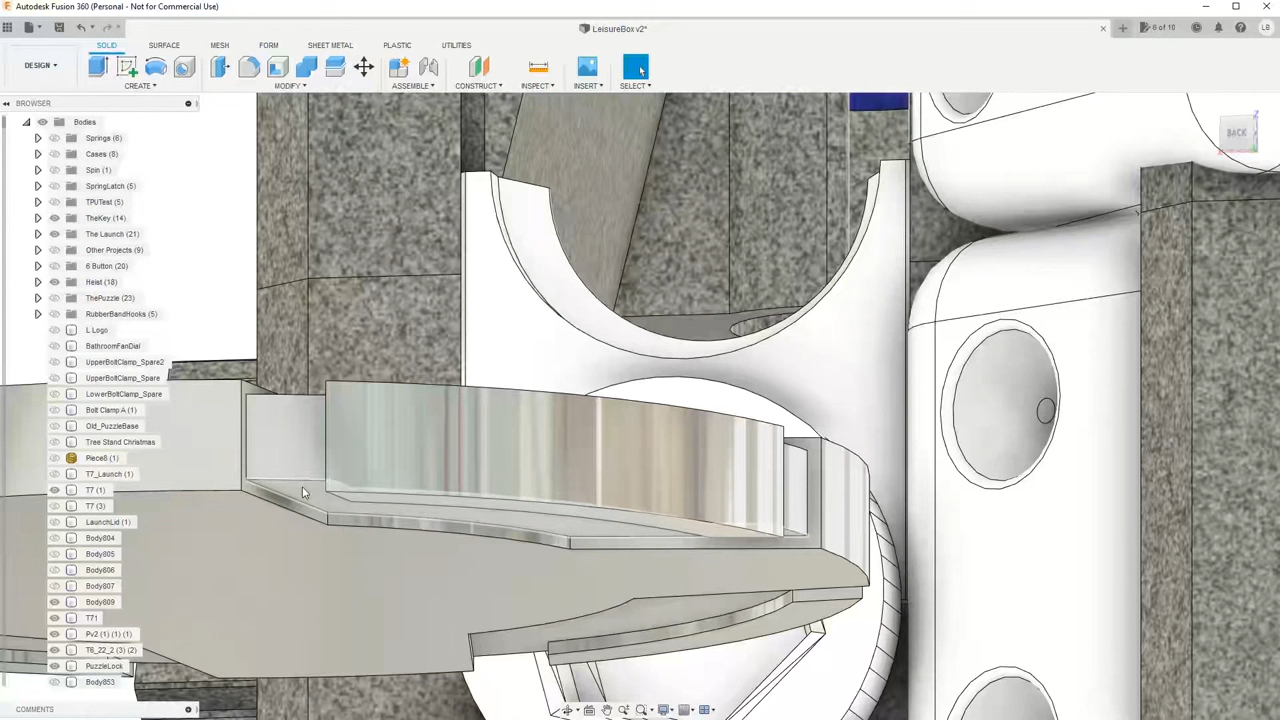 Autodesk Fusion 360 (Personal - Not for Commercial Use)
LeisureBox v2*
6 of 10
LB
SOLID SURFACE MESH FORM SHEET METAL PLASTIC UTILITIES
DESIGN
CREATE MODIFY ASSEMBLE CONSTRUCT INSPECT INSERT SELECT
BROWSER
BACK
Bodies
Springs (6)
Cases (8)
Spin (1)
SpringLatch (5)
TPUTest (5)
TheKey (14)
The Launch (21)
Other Projects (9)
6 Button (20)
Heist (18)
ThePuzzle (23)
RubberBandHooks (5)
L Logo
BathroomFanDial
UpperBoltClamp_Spare2
UpperBoltClamp_Spare
LowerBoltClamp_Spare
Bolt Clamp A (1)
Old_PuzzleBase
Tree Stand Christmas
Piece8 (1)
T7_Launch (1)
T7 (1)
T7 (3)
LaunchLid (1)
Body804
Body805
Body806
Body807
Body809
T71
Pv2 (1) (1) (1)
T6_22_2 (3) (2)
PuzzleLock
Body853
COMMENTS